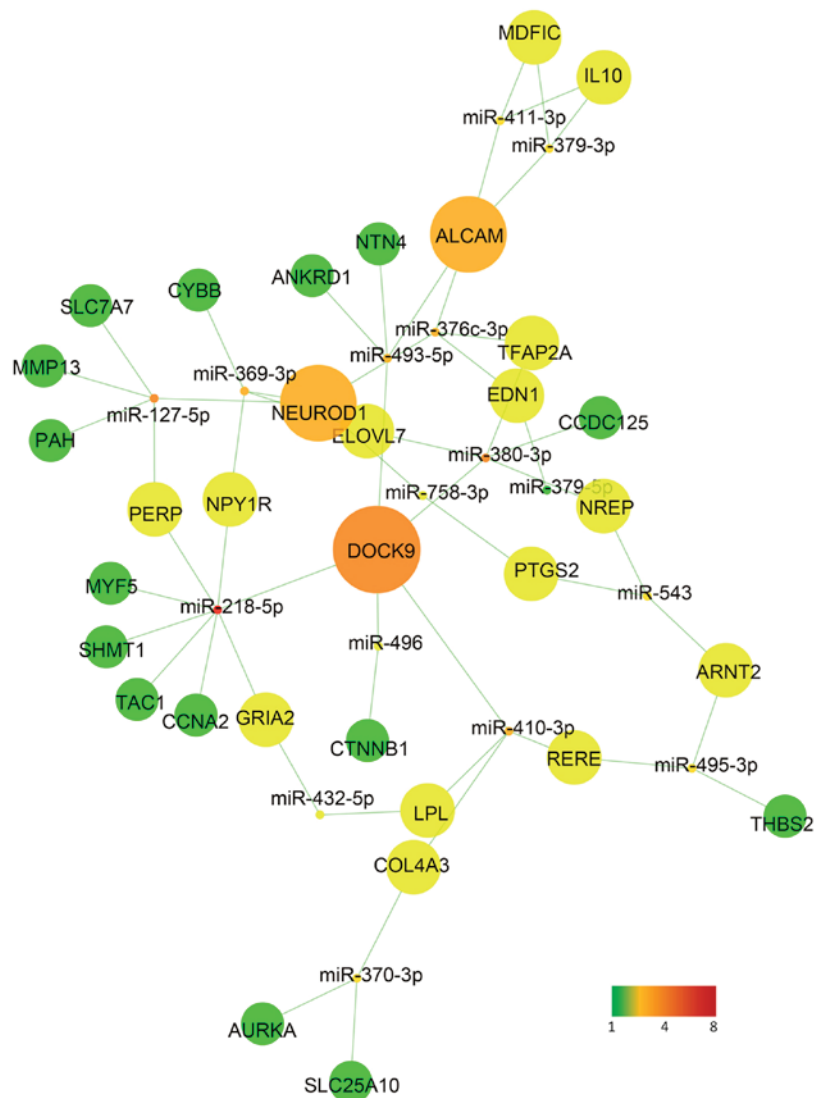 MDFIC
IL10
miR-411-3p
miR-379-3p
ALCAM
NTN4
ANKRD1
CYBB
SLC7A7
miR-376c-3p
TFAP2A
miR-493-5p
MMP13
miR-369-3p
EDN1
miR-127-5p
NEUROD1
CCDC125
PAH
ELOVL7
miR-380-3p
miR-758-3p
miR-379-5p
NREP
PERP
NPY1R
DOCK9
PTGS2
MYF5
miR-218-5p
miR-543
SHMT1
miR-496
ARNT2
TAC1
CCNA2
GRIA2
miR-410-3p
CTNNB1
RERE
miR-495-3p
miR-432-5p
LPL
THBS2
COL4A3
miR-370-3p
AURKA
SLC25A10
1 4 8